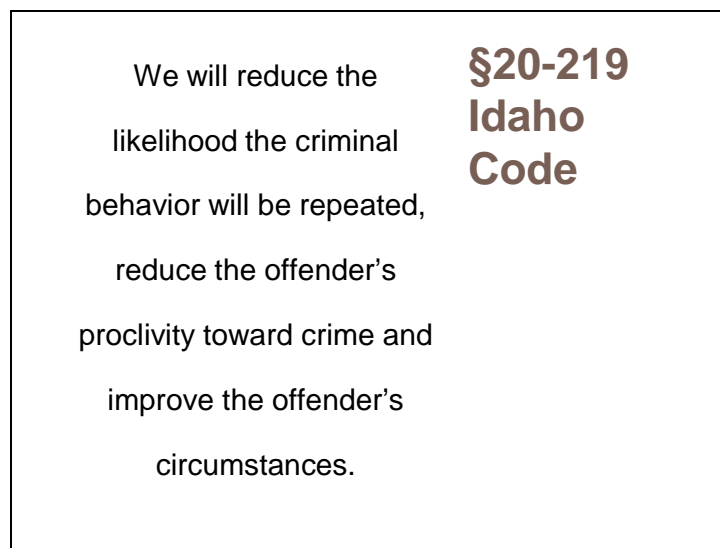 We will reduce the
likelihood the criminal
behavior will be repeated,
reduce the offender’s
proclivity toward crime and
improve the offender’s
circumstances.
§20-219
Idaho
Code